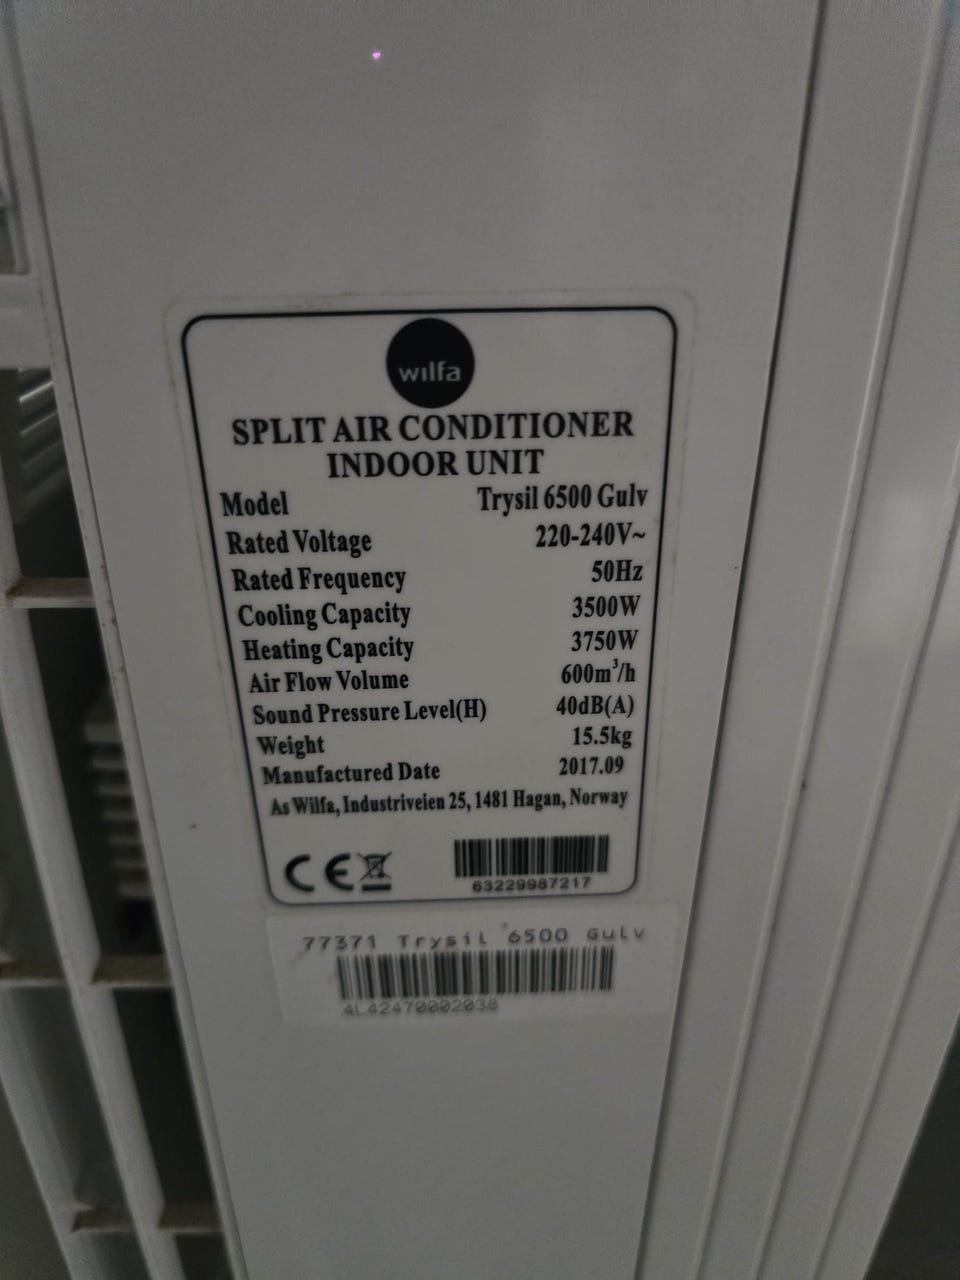 wılfa
SPLIT AIR CONDITIONER
INDOOR UNIT
Model Trysil 6500 Gulv
Rated Voltage 220-240V~
Rated Frequency 50Hz
Cooling Capacity 3500W
Heating Capacity 3750W
Air Flow Volume 600m³/h
Sound Pressure Level(H) 40dB(A)
Weight 15.5kg
Manufactured Date 2017.09
As Wilfa, Industriveien 25, 1481 Hagan, Norway
CE
63229987217
77371 Trysil 6500 Gulv
4L42470002038